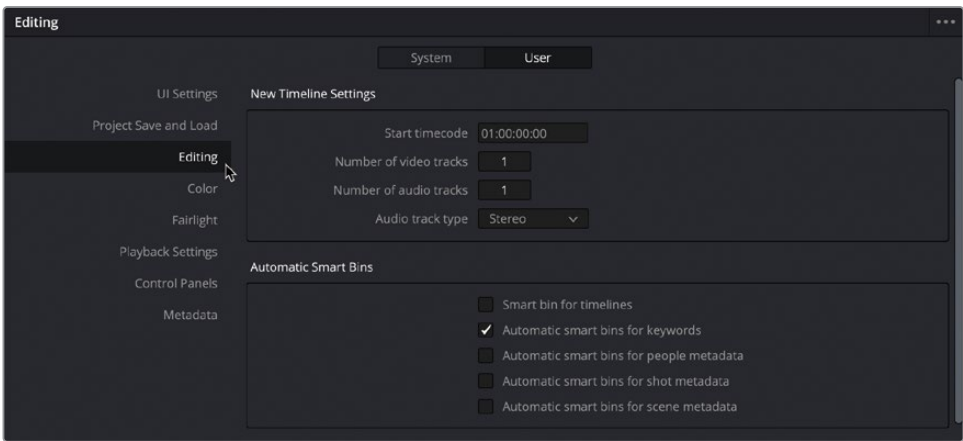 Editing
System User
UI Settings
Project Save and Load
Editing
Color
Fairlight
Playback Settings
Control Panels
Metadata
New Timeline Settings
Start timecode 01:00:00:00
Number of video tracks 1
Number of audio tracks 1
Audio track type Stereo
Automatic Smart Bins
Smart bin for timelines
Automatic smart bins for keywords
Automatic smart bins for people metadata
Automatic smart bins for shot metadata
Automatic smart bins for scene metadata